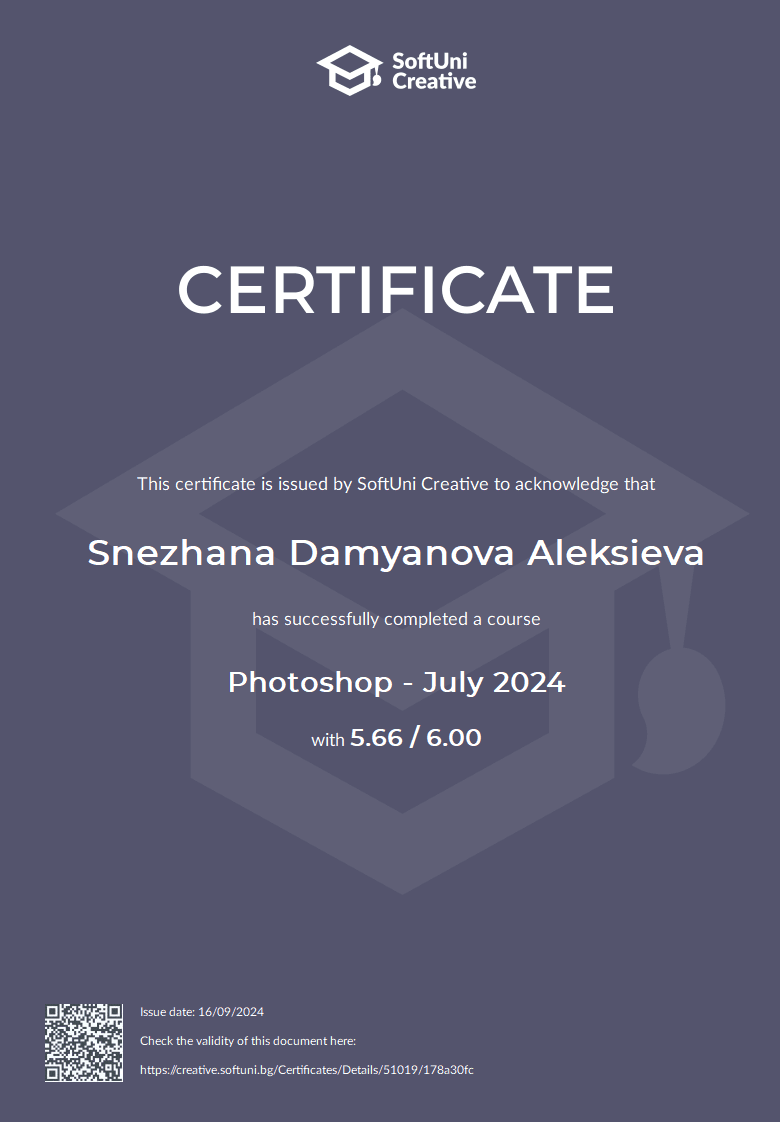 SoftUni
Creative
CERTIFICATE
This certificate is issued by SoftUni Creative to acknowledge that
Snezhana Damyanova Aleksieva
has successfully completed a course
Photoshop - July 2024
with 5.66 / 6.00
Issue date: 16/09/2024
Check the validity of this document here:
https://creative.softuni.bg/Certificates/Details/51019/178a30fc